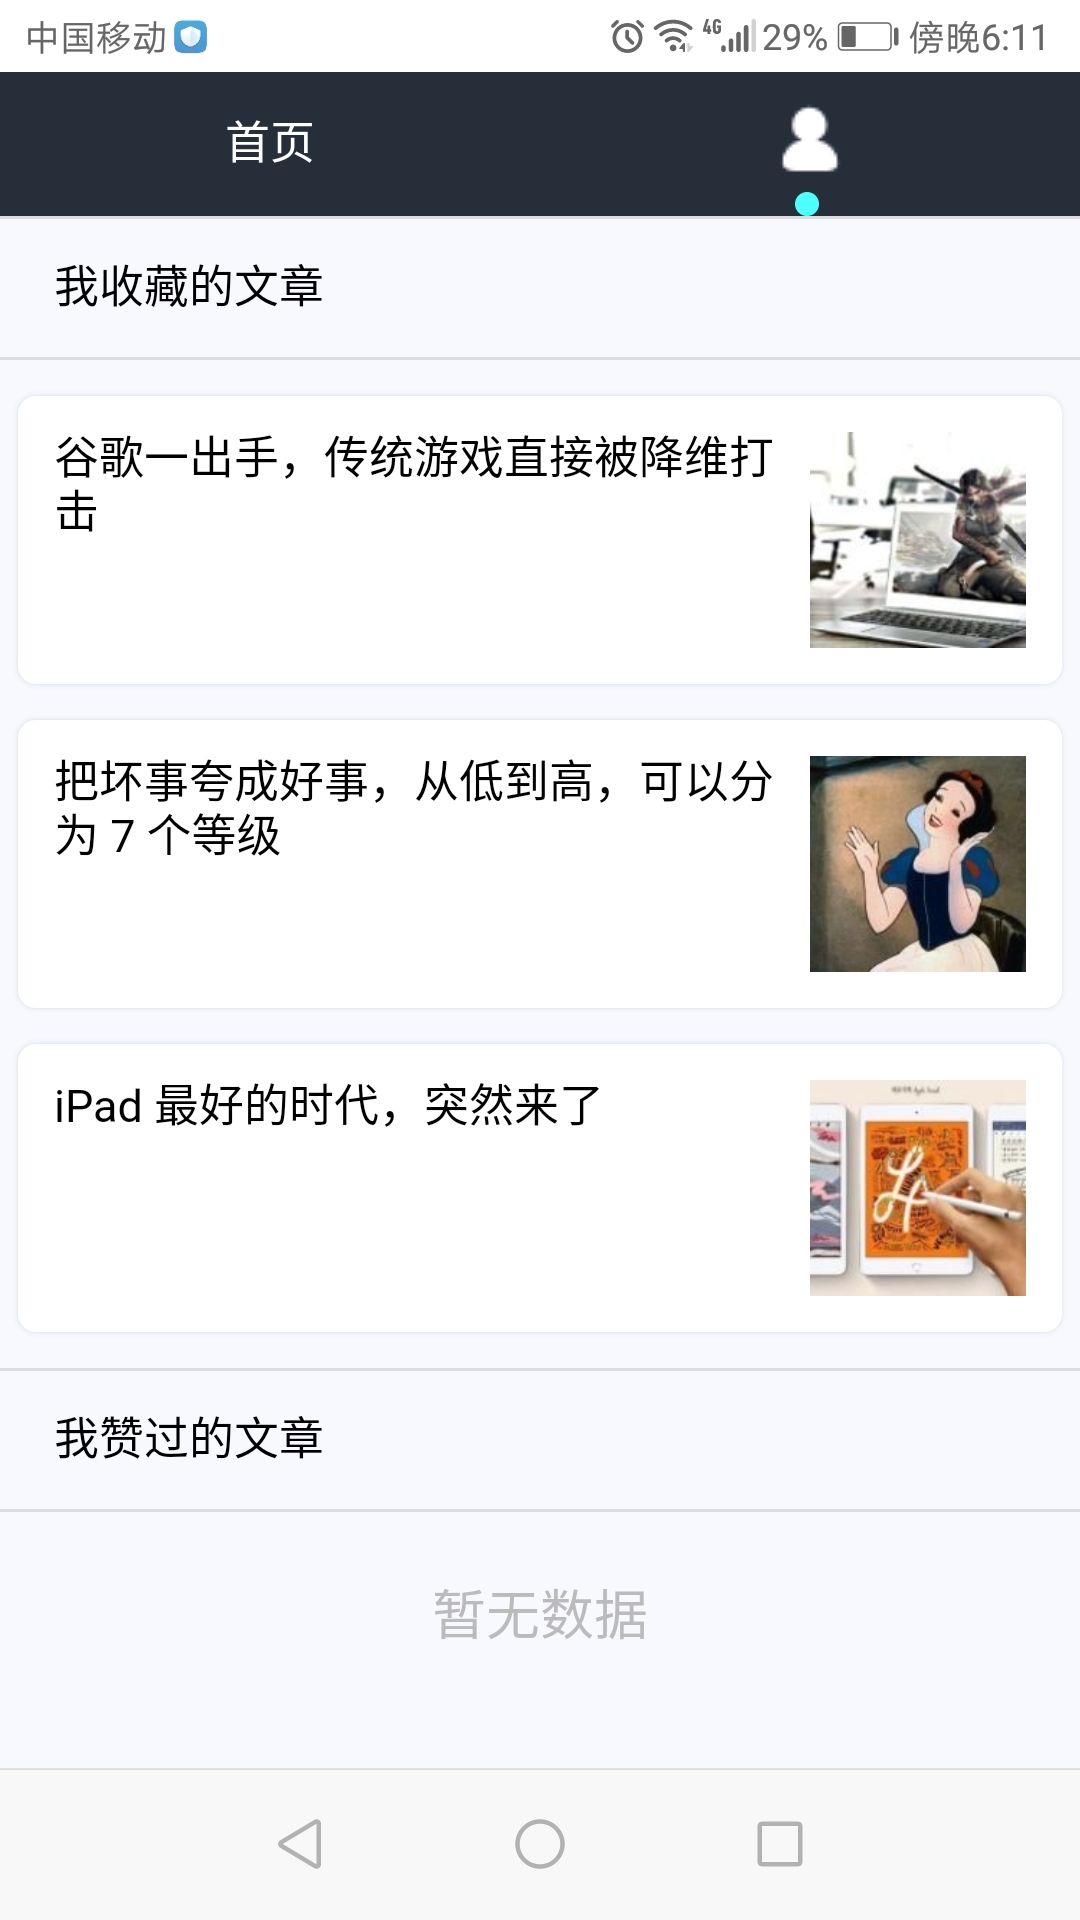 中国移动
4G 29% 傍晚6:11
首页
我收藏的文章
谷歌一出手，传统游戏直接被降维打
击
把坏事夸成好事，从低到高，可以分
为 7 个等级
iPad 最好的时代，突然来了
我赞过的文章
暂无数据